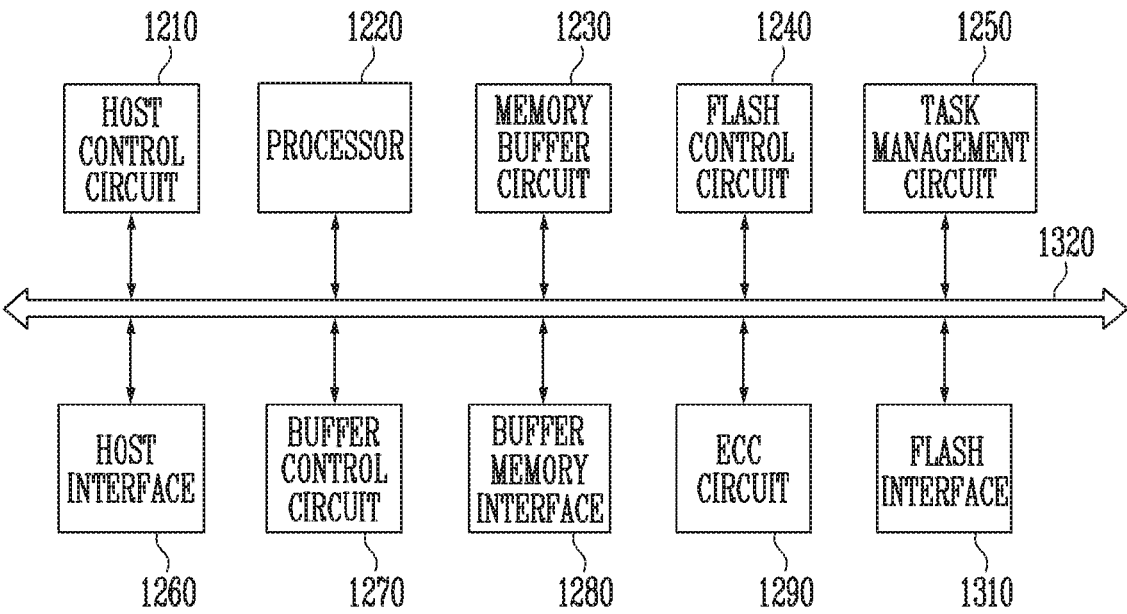 1210
1220
1230
1240
1250
HOST
CONTROL
CIRCUIT
PROCESSOR
MEMORY
BUFFER
CIRCUIT
FLASH
CONTROL
CIRCUIT
TASK
MANAGEMENT
CIRCUIT
1320
HOST
INTERFACE
BUFFER
CONTROL
CIRCUIT
BUFFER
MEMORY
INTERFACE
ECC
CIRCUIT
FLASH
INTERFACE
1260
1270
1280
1290
1310